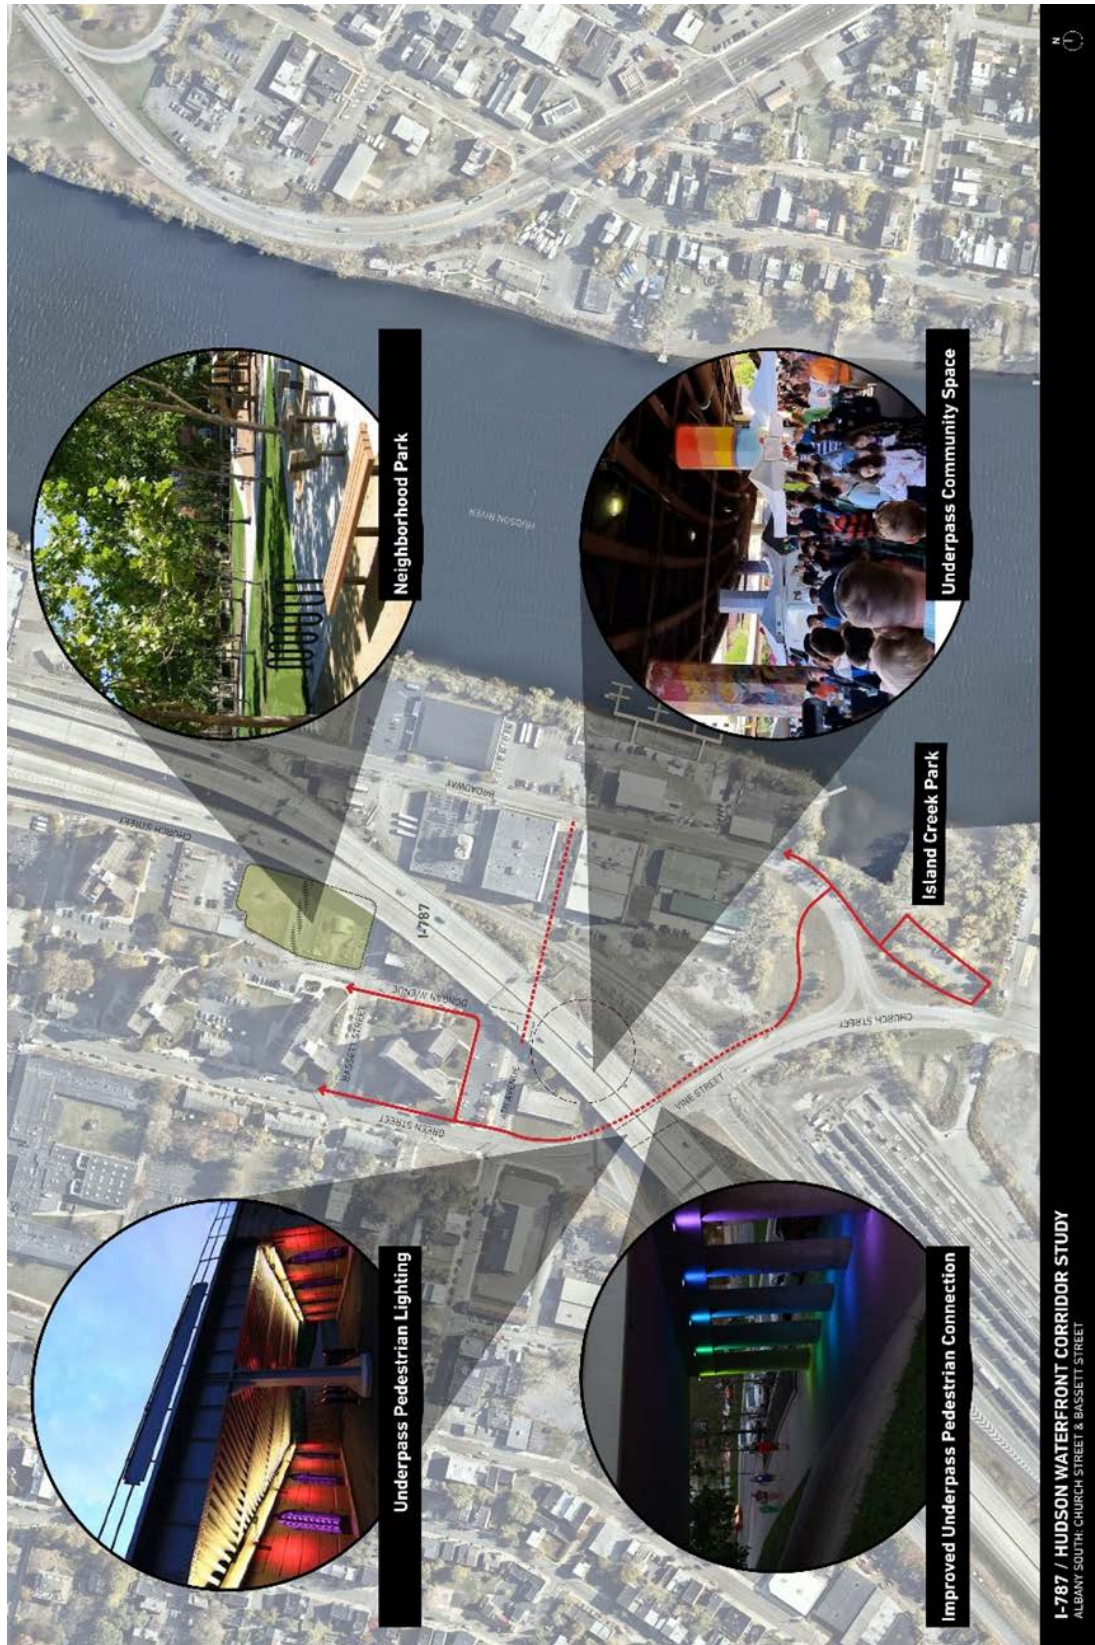 Underpass Pedestrian Lighting
Neighborhood Park
CHURCH STREET
BASSETT STREET
DONGAN AVENUE
GREEN STREET
4TH AVENUE
I-787
BROADWAY
HUDSON RIVER
VINE STREET
CHURCH STREET
Island Creek Park
Improved Underpass Pedestrian Connection
Underpass Community Space
I-787 / HUDSON WATERFRONT CORRIDOR STUDY
ALBANY SOUTH: CHURCH STREET & BASSETT STREET
N